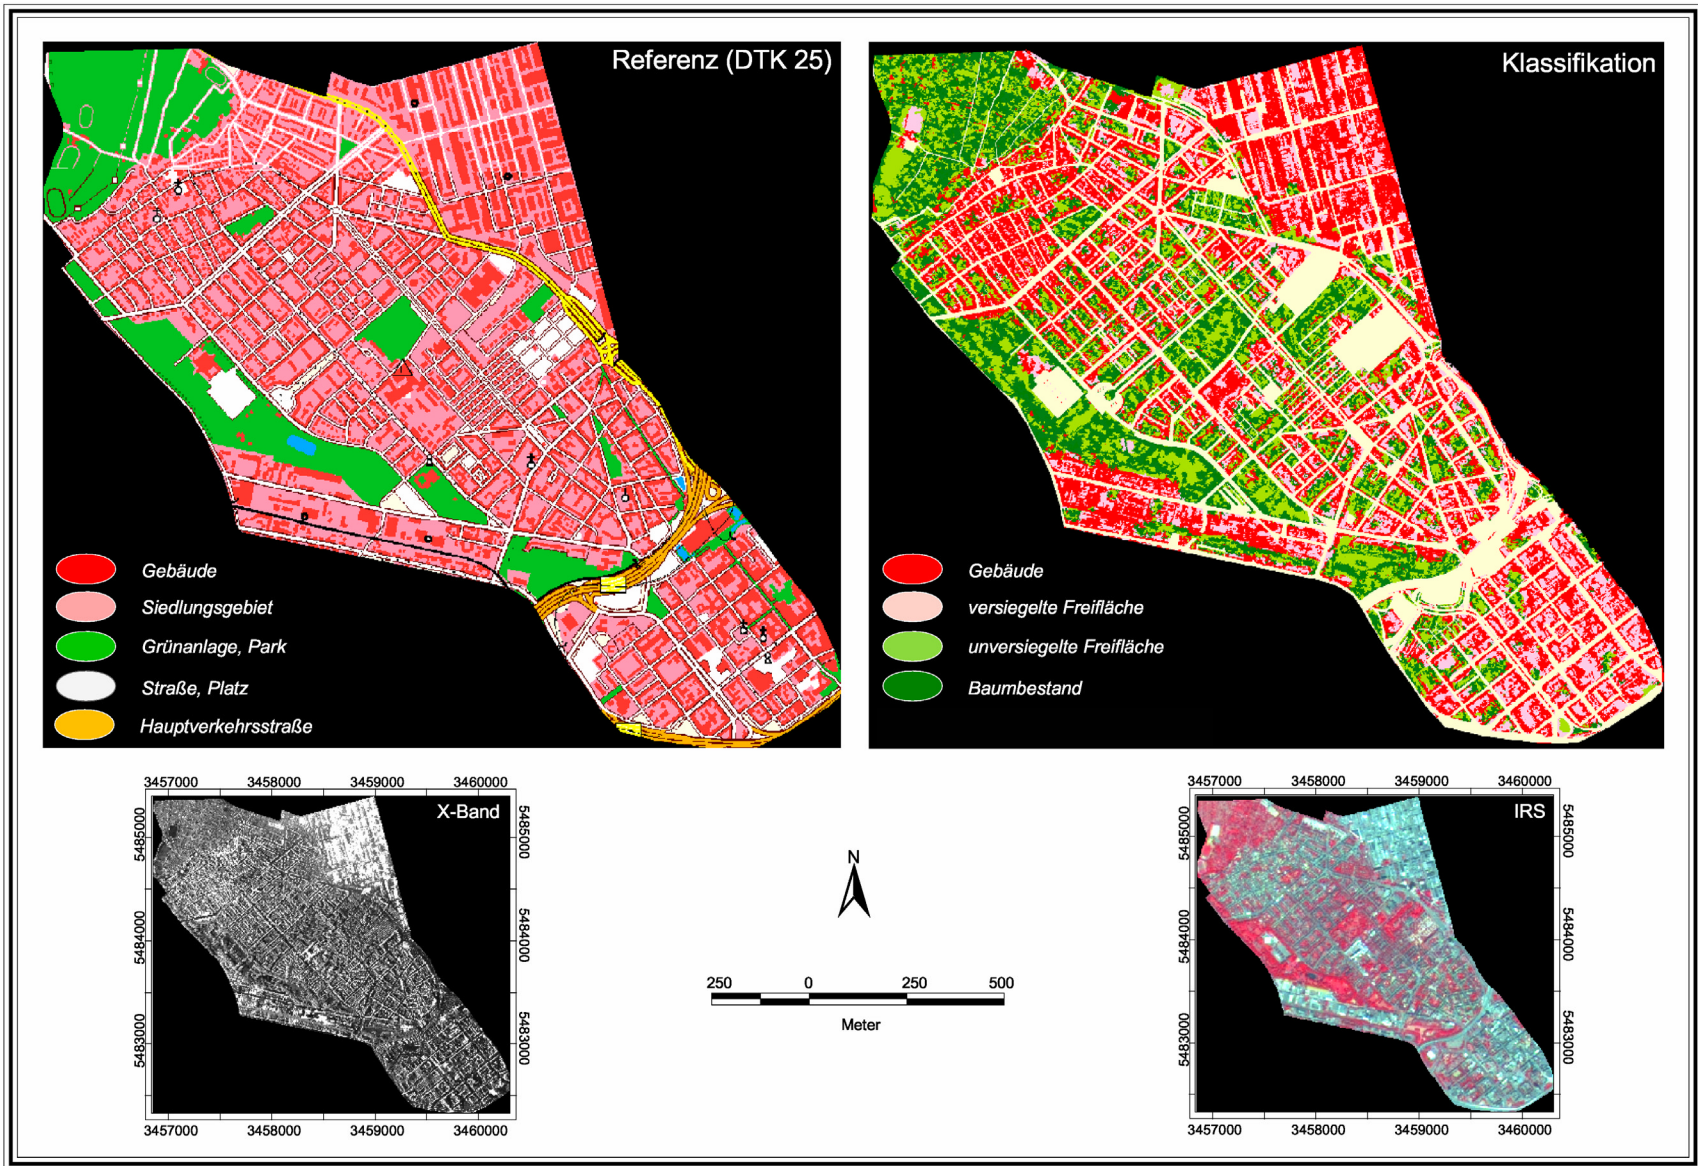 Referenz (DTK 25)
Gebäude
Siedlungsgebiet
Grünanlage, Park
Straße, Platz
Hauptverkehrsstraße
Klassifikation
Gebäude
versiegelte Freifläche
unversiegelte Freifläche
Baumbestand
3457000 3458000 3459000 3460000
X-Band
5485000
5484000
5483000
5485000
5484000
5483000
3457000 3458000 3459000 3460000
N
250 0 250 500
Meter
3457000 3458000 3459000 3460000
IRS
5485000
5484000
5483000
5485000
5484000
5483000
3457000 3458000 3459000 3460000